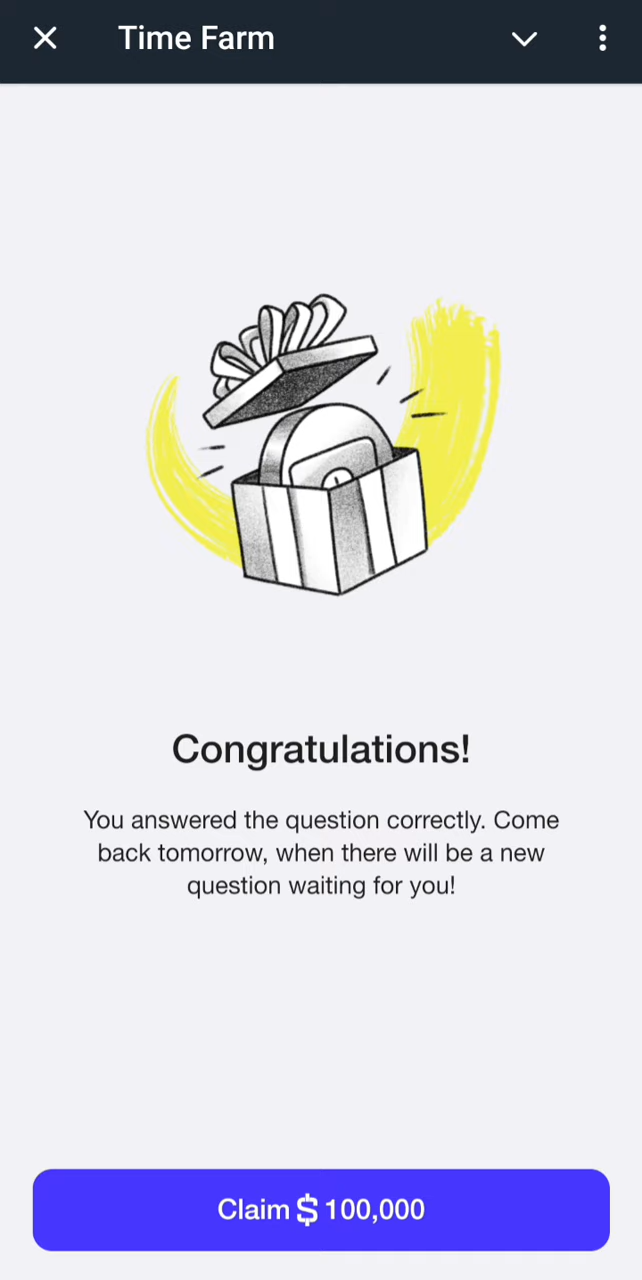 Time Farm
Congratulations!
You answered the question correctly. Come
back tomorrow, when there will be a new
question waiting for you!
Claim $ 100,000